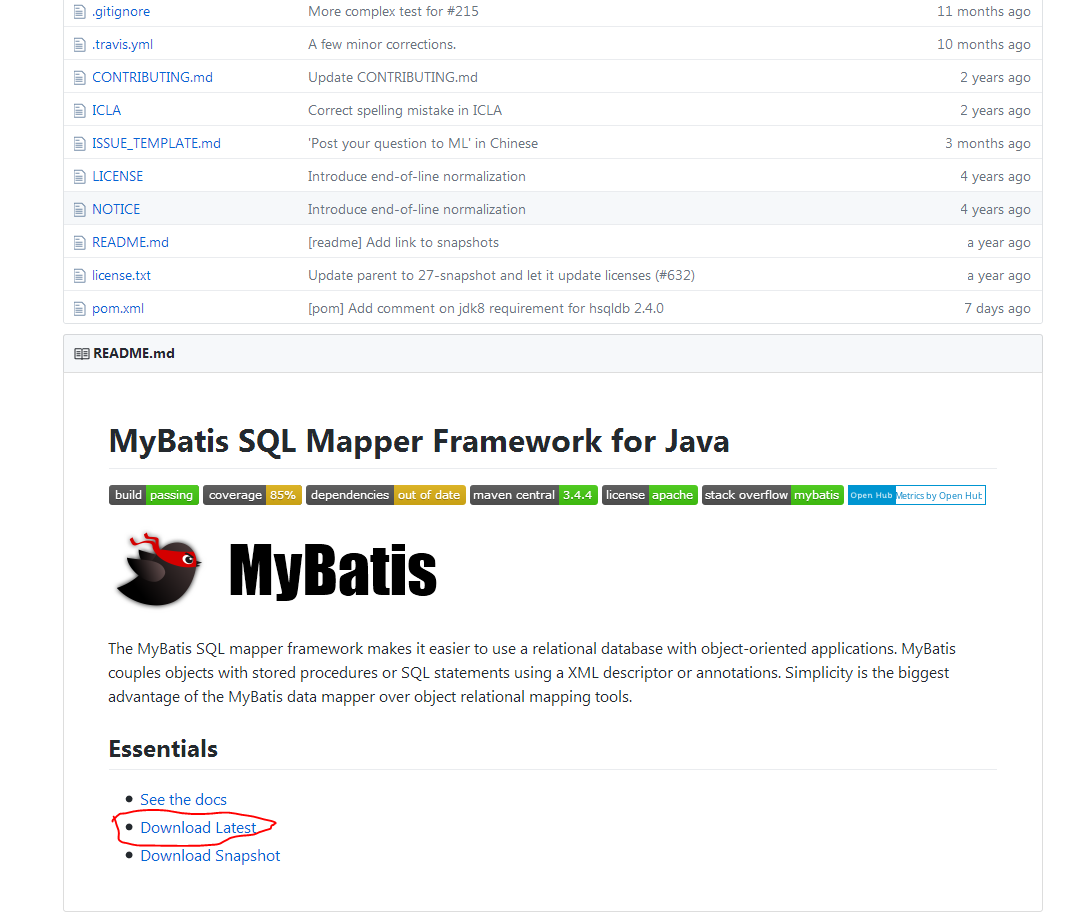 .gitignore More complex test for #215 11 months ago
.travis.yml A few minor corrections. 10 months ago
CONTRIBUTING.md Update CONTRIBUTING.md 2 years ago
ICLA Correct spelling mistake in ICLA 2 years ago
ISSUE_TEMPLATE.md 'Post your question to ML' in Chinese 3 months ago
LICENSE Introduce end-of-line normalization 4 years ago
NOTICE Introduce end-of-line normalization 4 years ago
README.md [readme] Add link to snapshots a year ago
license.txt Update parent to 27-snapshot and let it update licenses (#632) a year ago
pom.xml [pom] Add comment on jdk8 requirement for hsqldb 2.4.0 7 days ago
README.md
MyBatis SQL Mapper Framework for Java
build passing coverage 85% dependencies out of date maven central 3.4.4 license apache stack overflow mybatis Open Hub Metrics by Open Hub
MyBatis
The MyBatis SQL mapper framework makes it easier to use a relational database with object-oriented applications. MyBatis
couples objects with stored procedures or SQL statements using a XML descriptor or annotations. Simplicity is the biggest
advantage of the MyBatis data mapper over object relational mapping tools.
Essentials
• See the docs
• Download Latest
• Download Snapshot